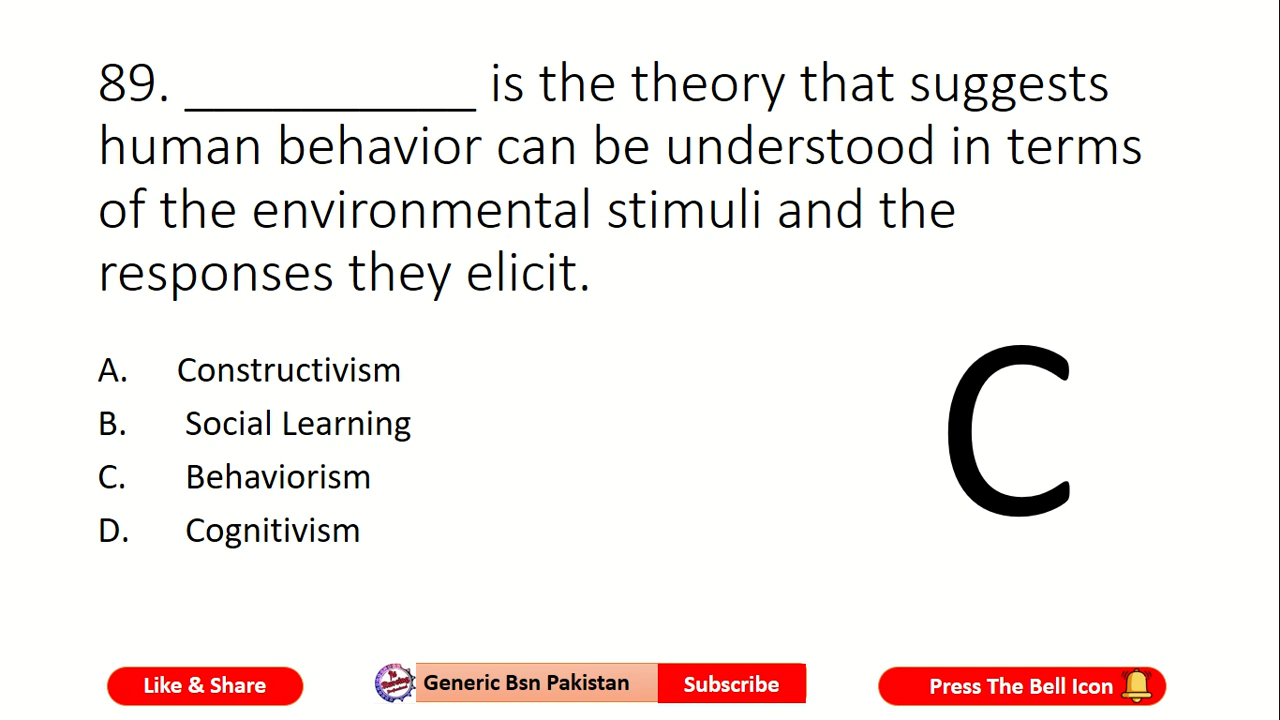 89. ____________ is the theory that suggests
human behavior can be understood in terms
of the environmental stimuli and the
responses they elicit.
A. Constructivism
B. Social Learning
C. Behaviorism
D. Cognitivism
C
Like & Share
Generic Bsn Pakistan
Subscribe
Press The Bell Icon